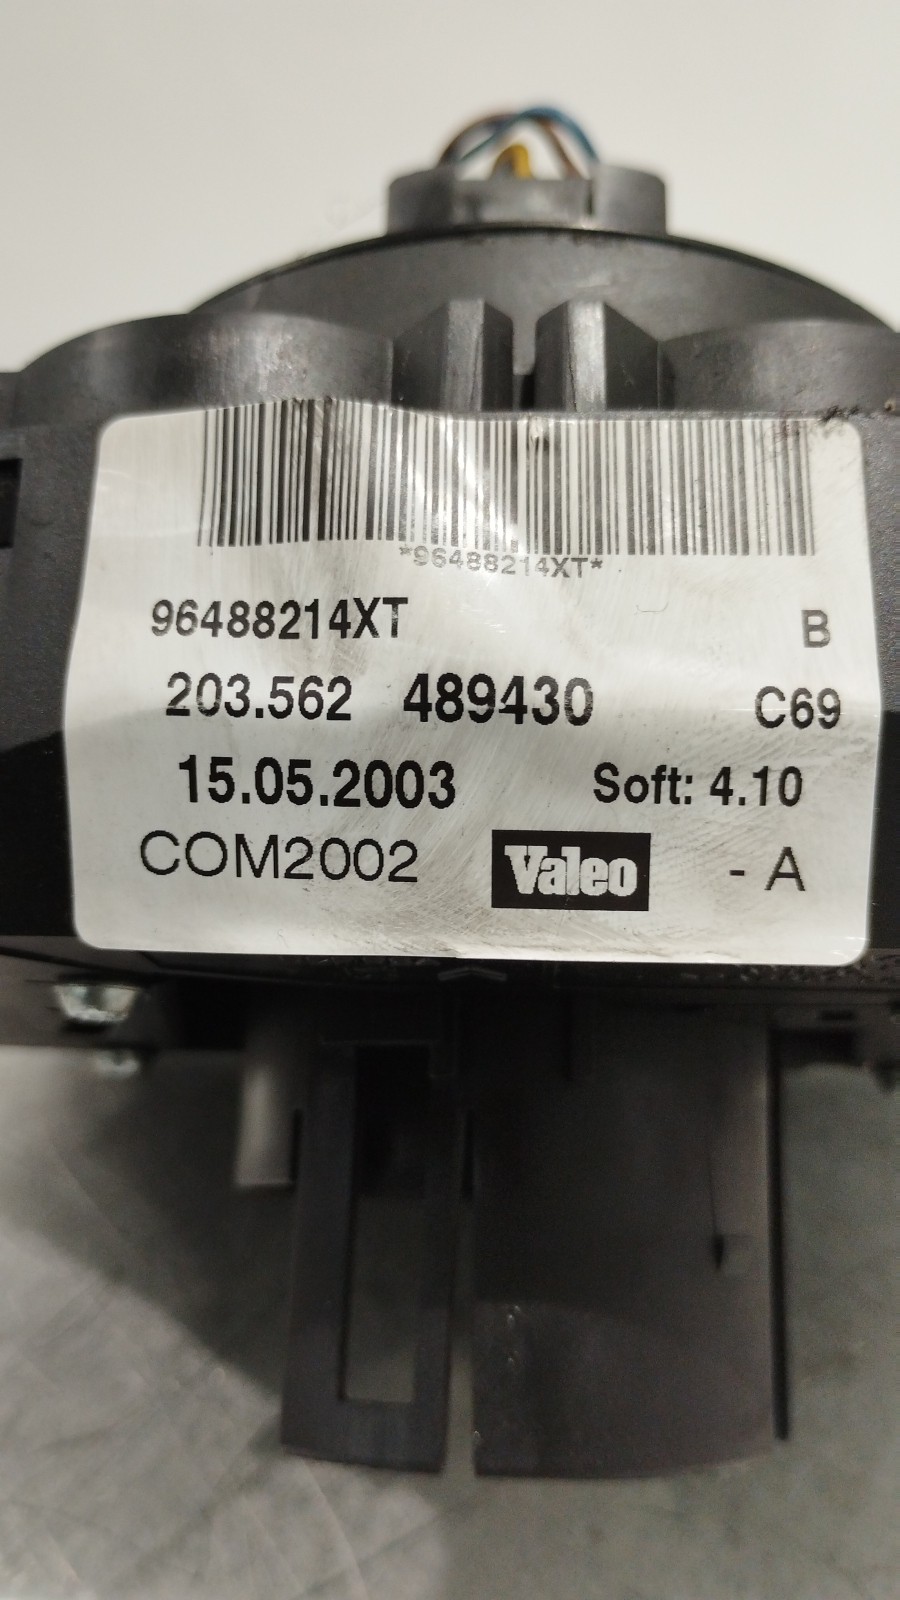 *96488214XT*
96488214XT B
203.562 489430 C69
15.05.2003 Soft: 4.10
COM2002 Valeo - A